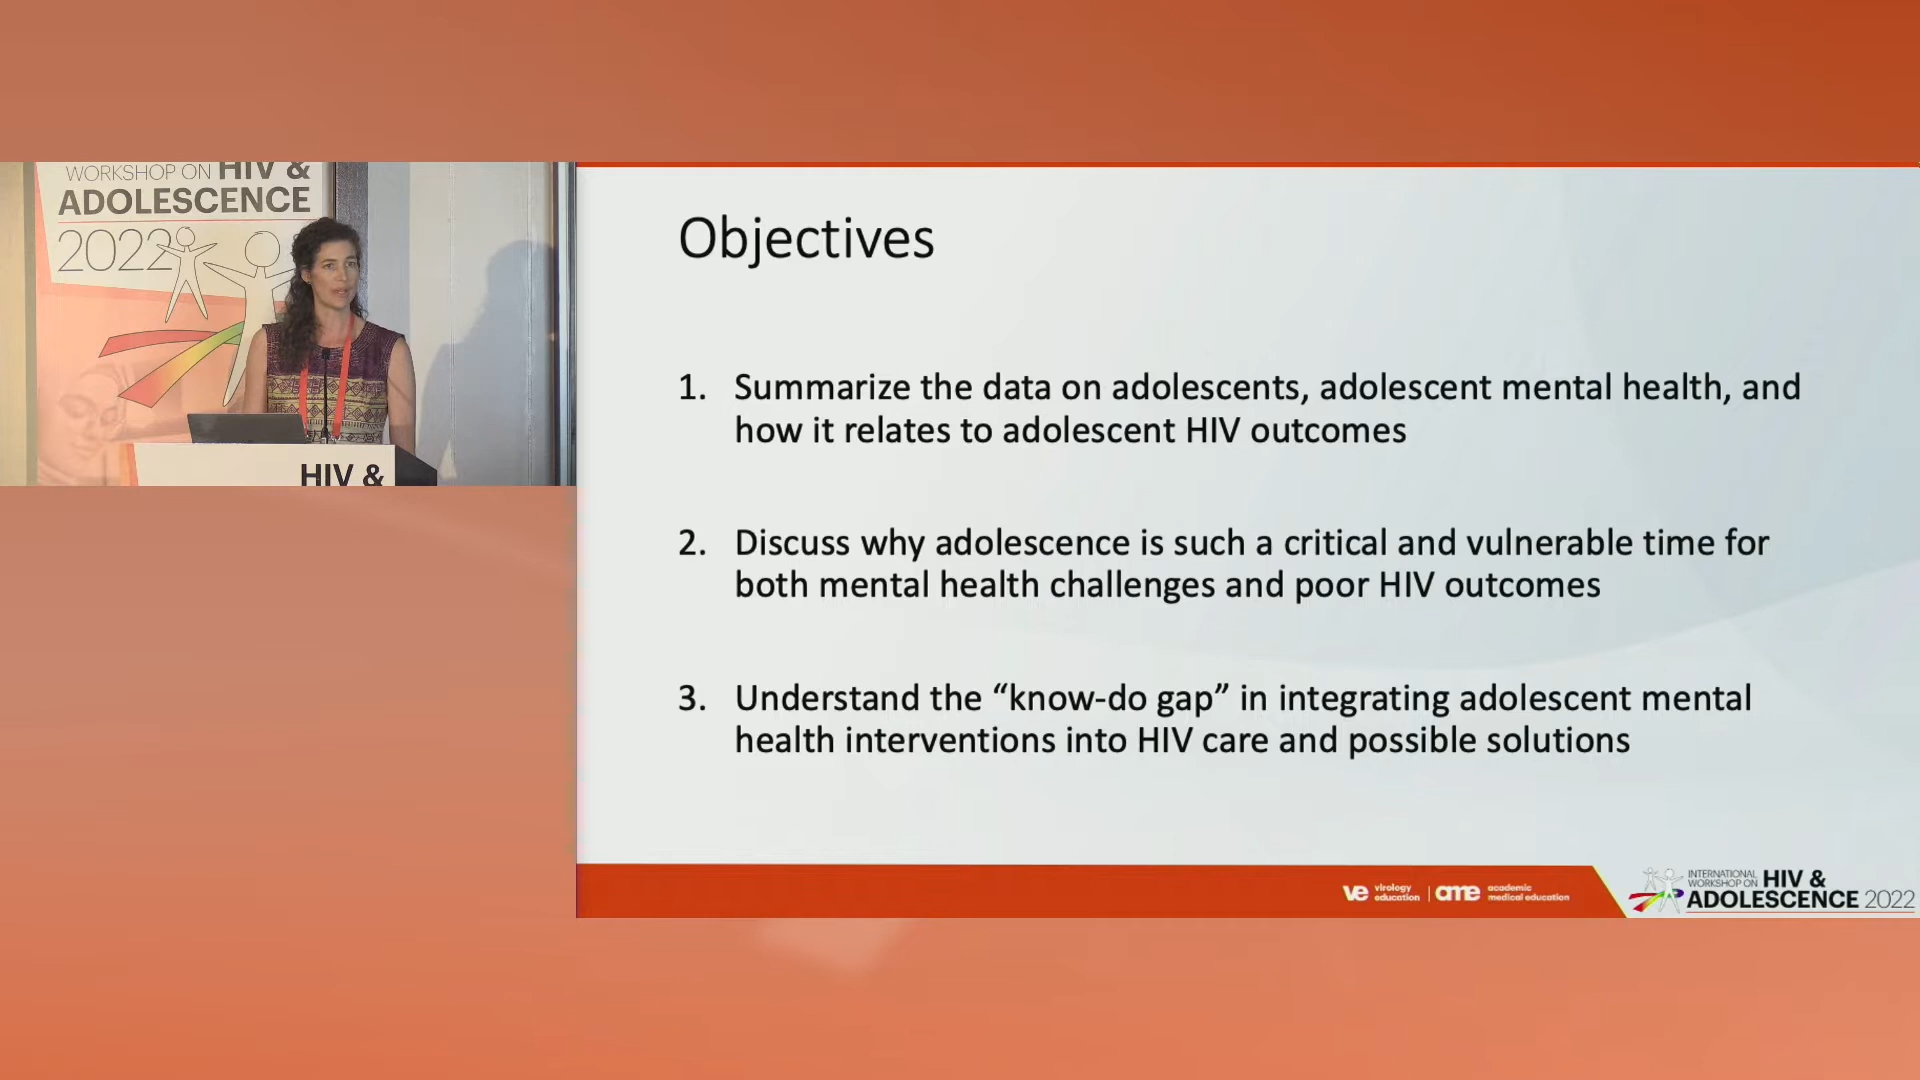 WORKSHOP ON HIV &
ADOLESCENCE
2022
HIV &
Objectives
1. Summarize the data on adolescents, adolescent mental health, and
how it relates to adolescent HIV outcomes
2. Discuss why adolescence is such a critical and vulnerable time for
both mental health challenges and poor HIV outcomes
3. Understand the “know-do gap” in integrating adolescent mental
health interventions into HIV care and possible solutions
ve virology
education
ame academic
medical education
INTERNATIONAL
WORKSHOP ON HIV &
ADOLESCENCE 2022